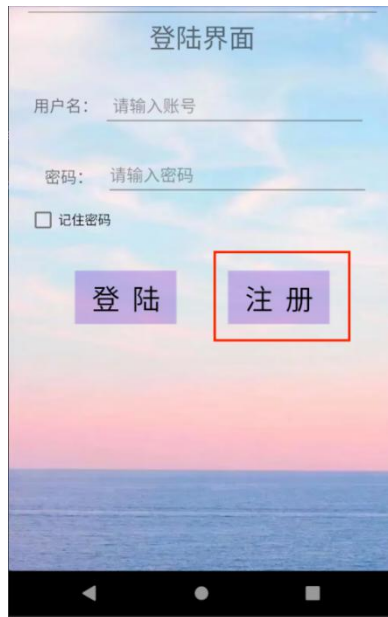 登陆界面
用户名： 请输入账号
密码： 请输入密码
记住密码
登 陆 注 册